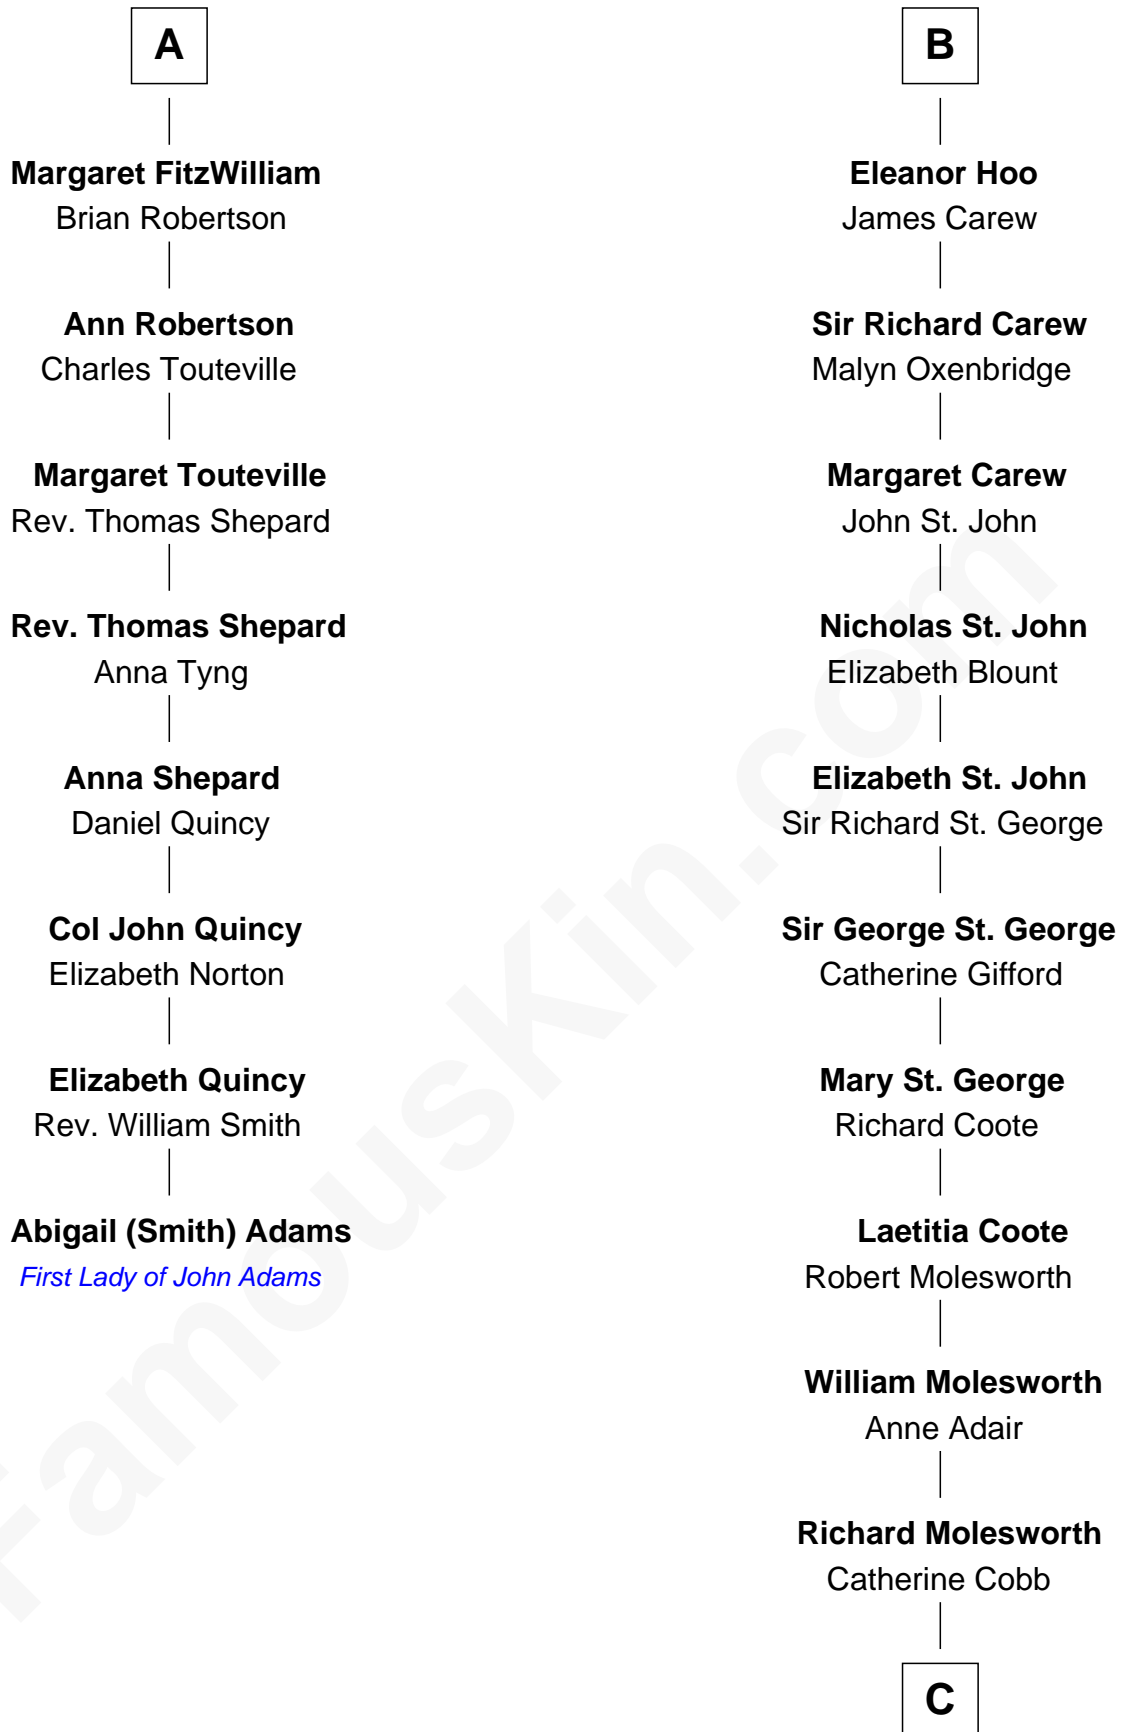 A
Margaret FitzWilliam
Brian Robertson
Ann Robertson
Charles Touteville
Margaret Touteville
Rev. Thomas Shepard
Rev. Thomas Shepard
Anna Tyng
Anna Shepard
Daniel Quincy
Col John Quincy
Elizabeth Norton
Elizabeth Quincy
Rev. William Smith
Abigail (Smith) Adams
First Lady of John Adams
B
Eleanor Hoo
James Carew
Sir Richard Carew
Malyn Oxenbridge
Margaret Carew
John St. John
Nicholas St. John
Elizabeth Blount
Elizabeth St. John
Sir Richard St. George
Sir George St. George
Catherine Gifford
Mary St. George
Richard Coote
Laetitia Coote
Robert Molesworth
William Molesworth
Anne Adair
Richard Molesworth
Catherine Cobb
C
FamousKin.com